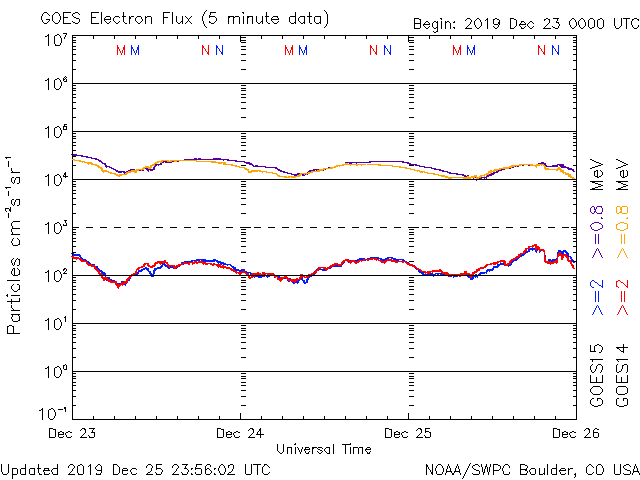 GOES Electron Flux (5 minute data)
Begin: 2019 Dec 23 0000 UTC
M M N N M M N N M M N N
10⁷
10⁶
10⁵
10⁴
10³
10²
10¹
10⁰
10⁻¹
Particles cm⁻²s⁻¹sr⁻¹
Dec 23 Dec 24 Dec 25 Dec 26
Universal Time
GOES15 >=2 >=0.8 MeV
GOES14 >=2 >=0.8 MeV
Updated 2019 Dec 25 23:56:02 UTC
NOAA/SWPC Boulder, CO USA